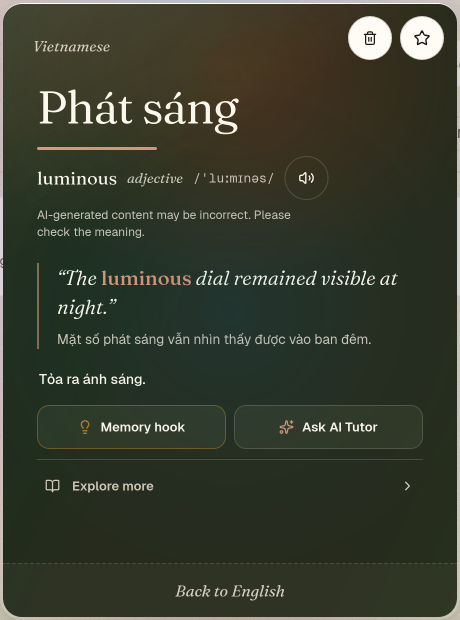 Vietnamese
Phát sáng
luminous adjective /ˈluːmɪnəs/
AI-generated content may be incorrect. Please
check the meaning.
“The luminous dial remained visible at
night.”
Mặt số phát sáng vẫn nhìn thấy được vào ban đêm.
Tỏa ra ánh sáng.
Memory hook
Ask AI Tutor
Explore more
Back to English